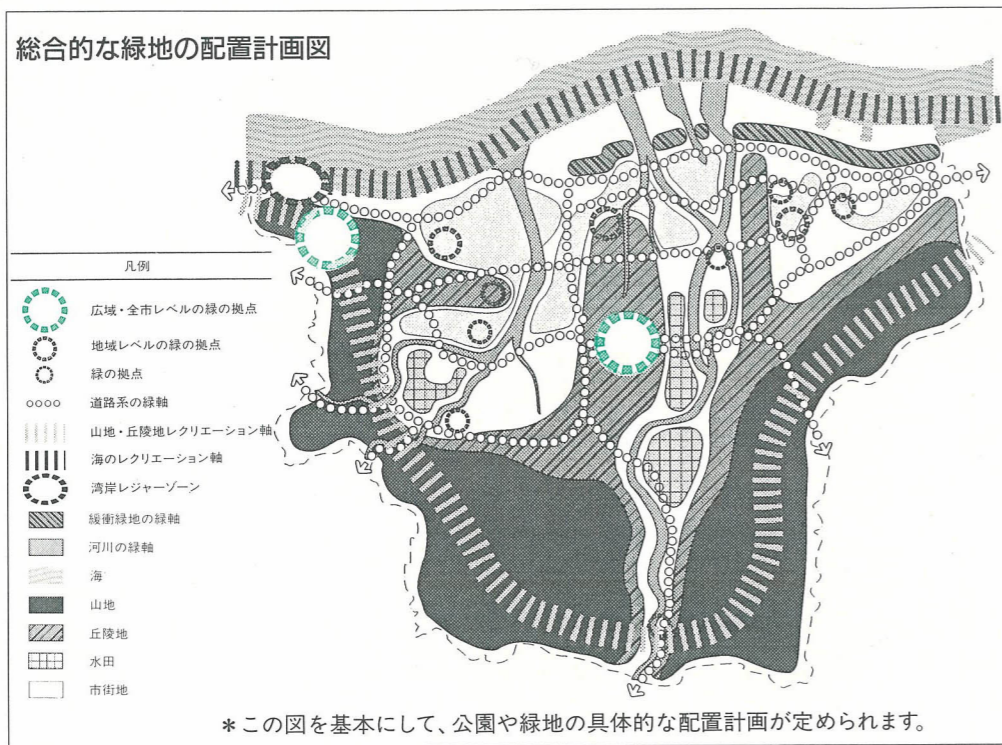 総合的な緑地の配置計画図
凡例
広域・全市レベルの緑の拠点
地域レベルの緑の拠点
緑の拠点
道路系の緑軸
山地・丘陵地レクリエーション軸
海のレクリエーション軸
湾岸レジャーゾーン
緩衝緑地の緑軸
河川の緑軸
海
山地
丘陵地
水田
市街地
＊この図を基本にして、公園や緑地の具体的な配置計画が定められます。